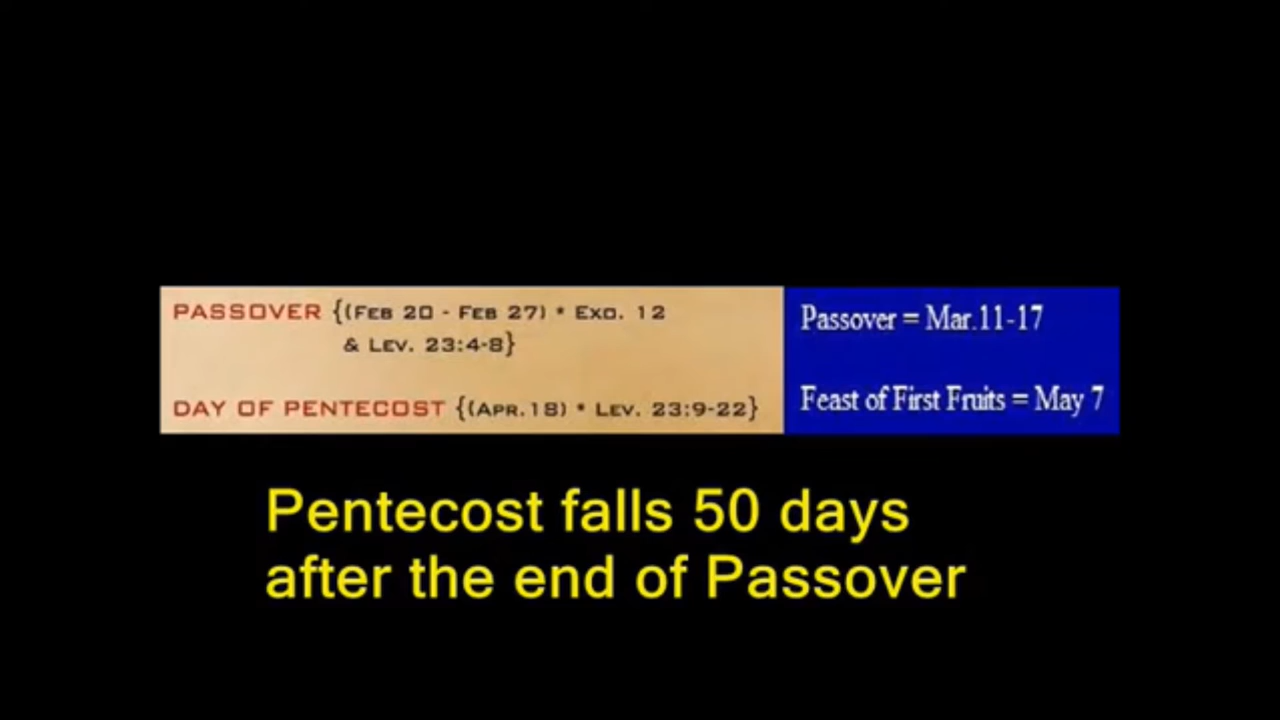 PASSOVER {(FEB 20 - FEB 27) * EXO. 12
& LEV. 23:4-8}
DAY OF PENTECOST {(APR.18) * LEV. 23:9-22}
Passover = Mar.11-17
Feast of First Fruits = May 7
Pentecost falls 50 days
after the end of Passover